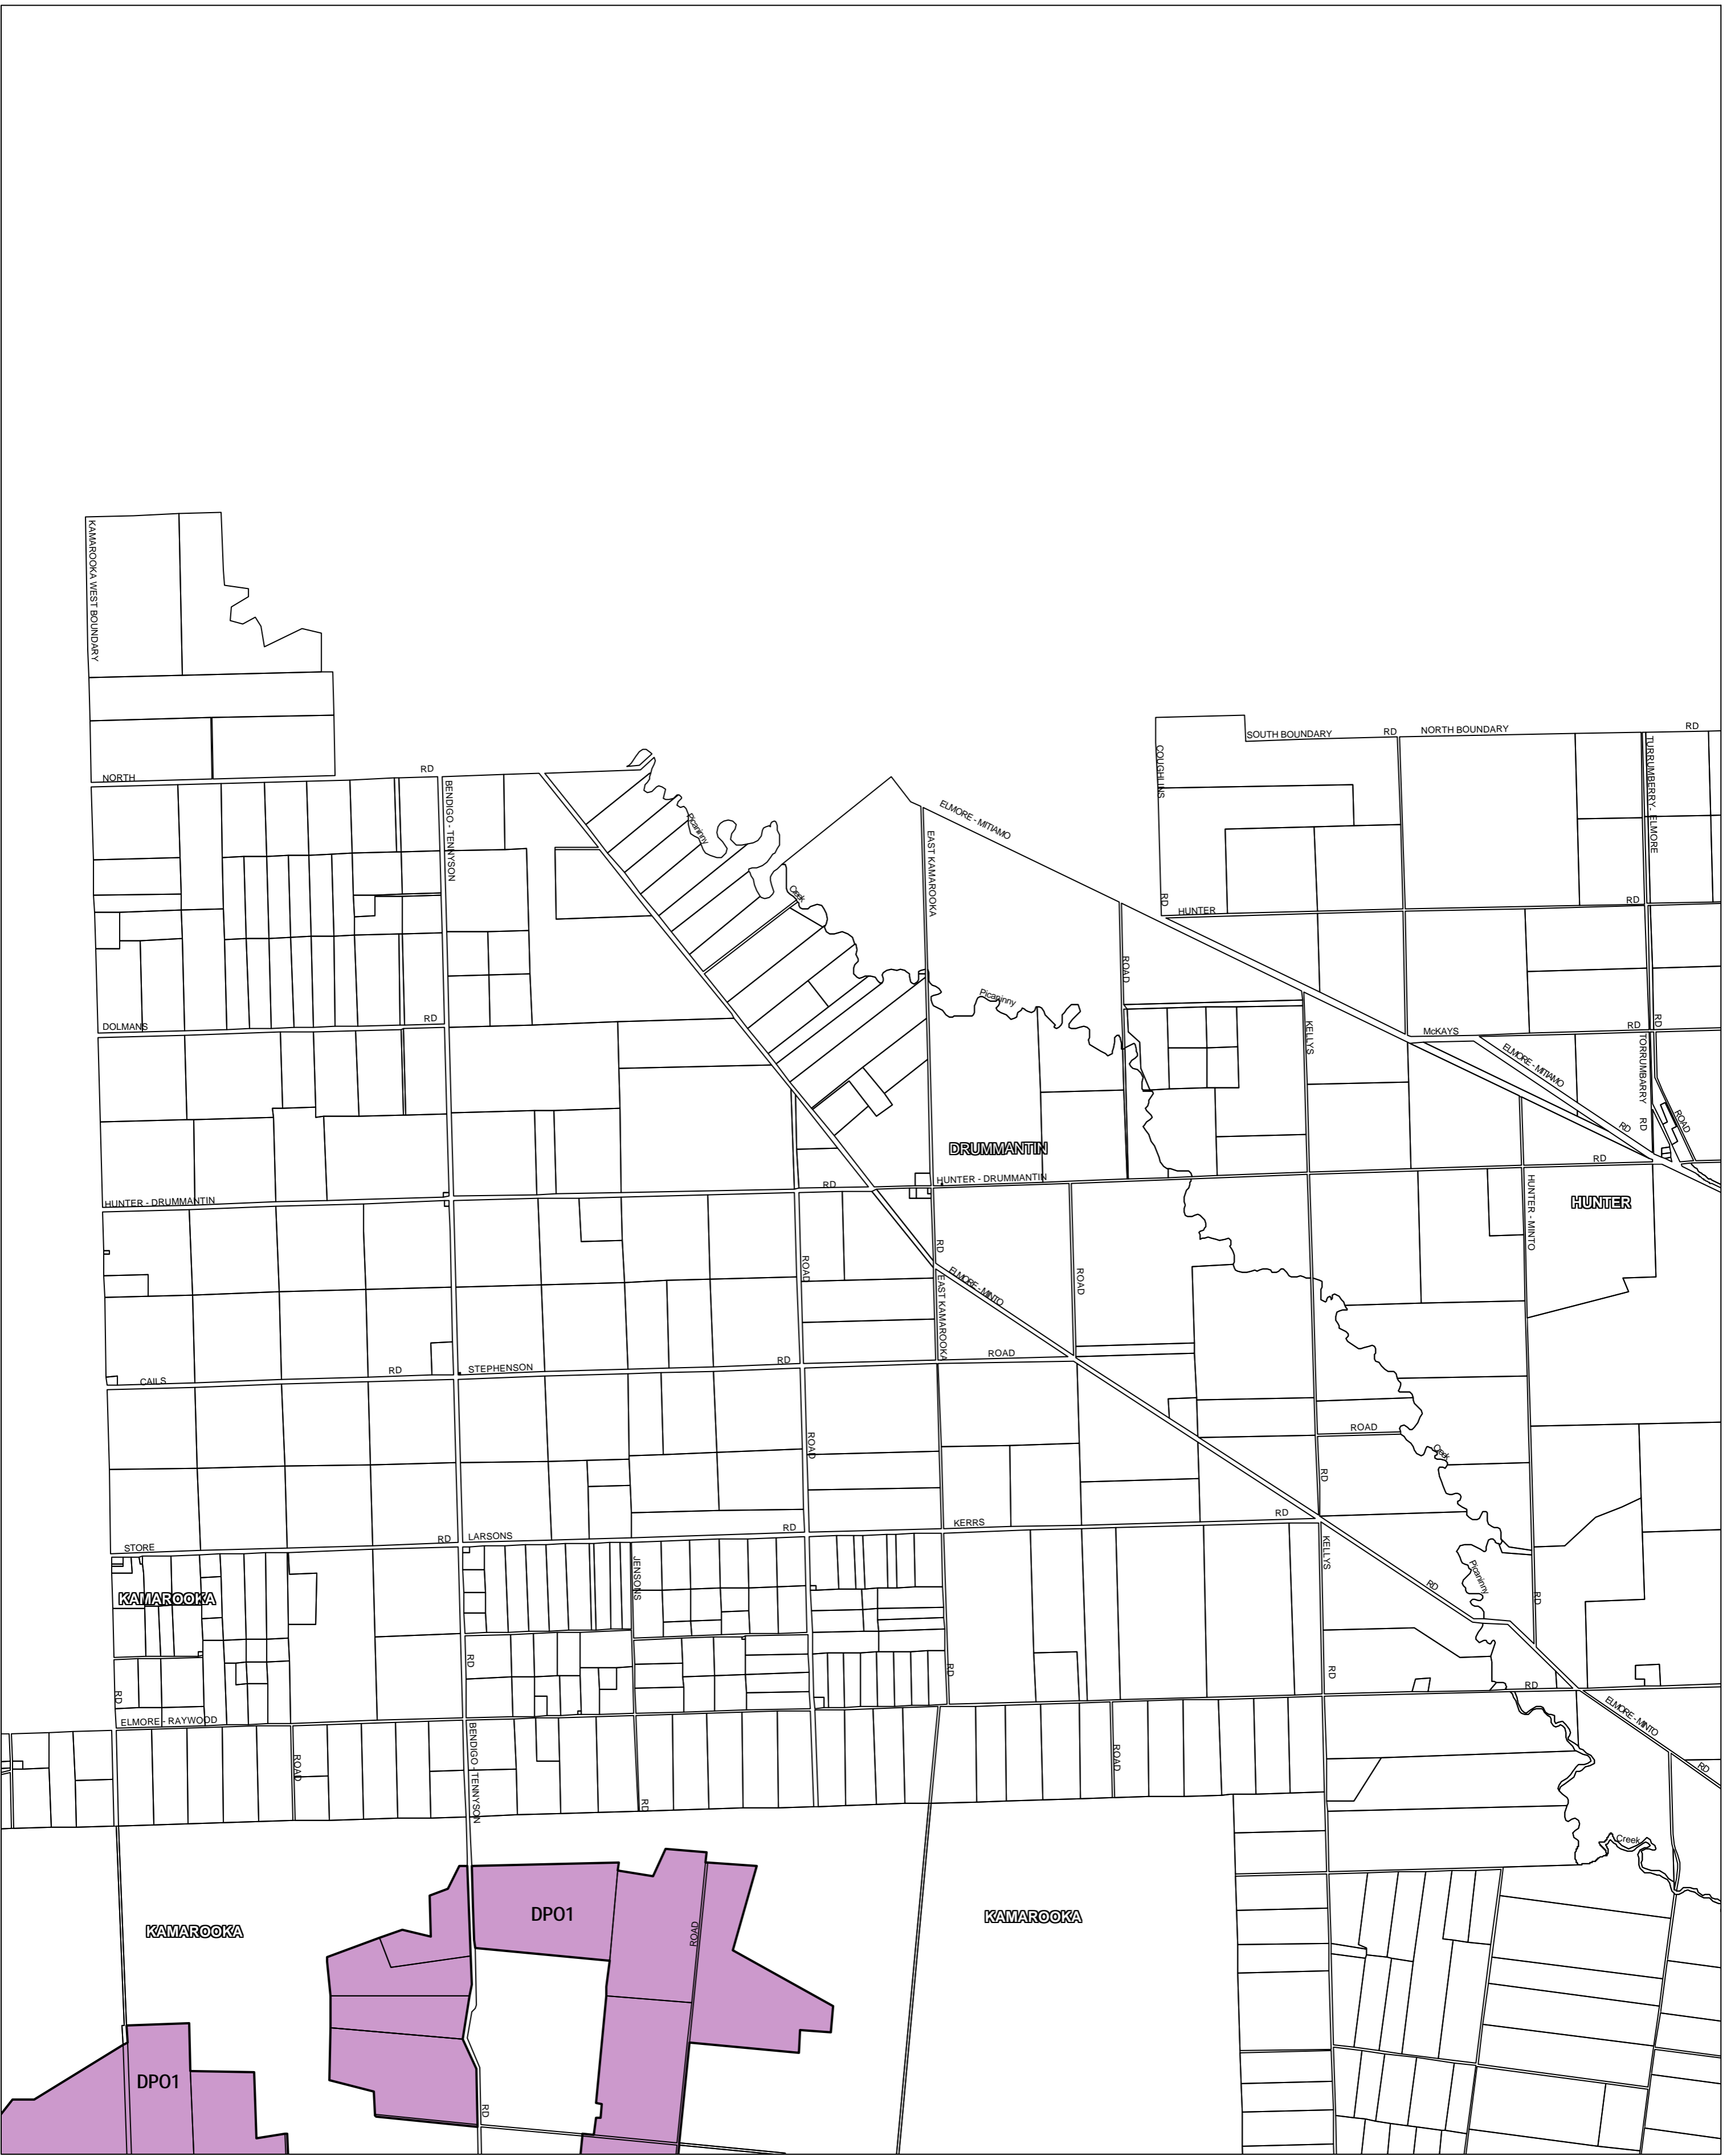 KAMAROOKA WEST BOUNDARY
NORTH
RD
BENDIGO - TENNYSON
Picaninny
Creek
EAST KAMAROOKA
ELMORE - MITIAMO
COUGHLINS
RD
SOUTH BOUNDARY
RD
NORTH BOUNDARY
RD
TURRUMBERRY - ELMORE
HUNTER
RD
ROAD
Picaninny
DOLMANS
RD
KELLYS
McKAYS
RD
RD
ELMORE - MITIAMO
RD
TORRUMBARRY
RD
ROAD
DRUMMANTIN
HUNTER - DRUMMANTIN
RD
HUNTER - DRUMMANTIN
RD
HUNTER - MINTO
HUNTER
RD
ROAD
ROAD
ELMORE - MINTO
EAST KAMAROOKA
CAILS
RD
STEPHENSON
RD
ROAD
ROAD
ROAD
Creek
RD
STORE
RD
LARSONS
RD
KERRS
RD
KELLYS
KAMAROOKA
JENSONS
Picaninny
RD
RD
RD
RD
RD
RD
RD
ELMORE - RAYWOOD
ROAD
BENDIGO - TENNYSON
RD
ROAD
ELMORE - MINTO
RD
Creek
KAMAROOKA
DPO1
ROAD
KAMAROOKA
DPO1
RD